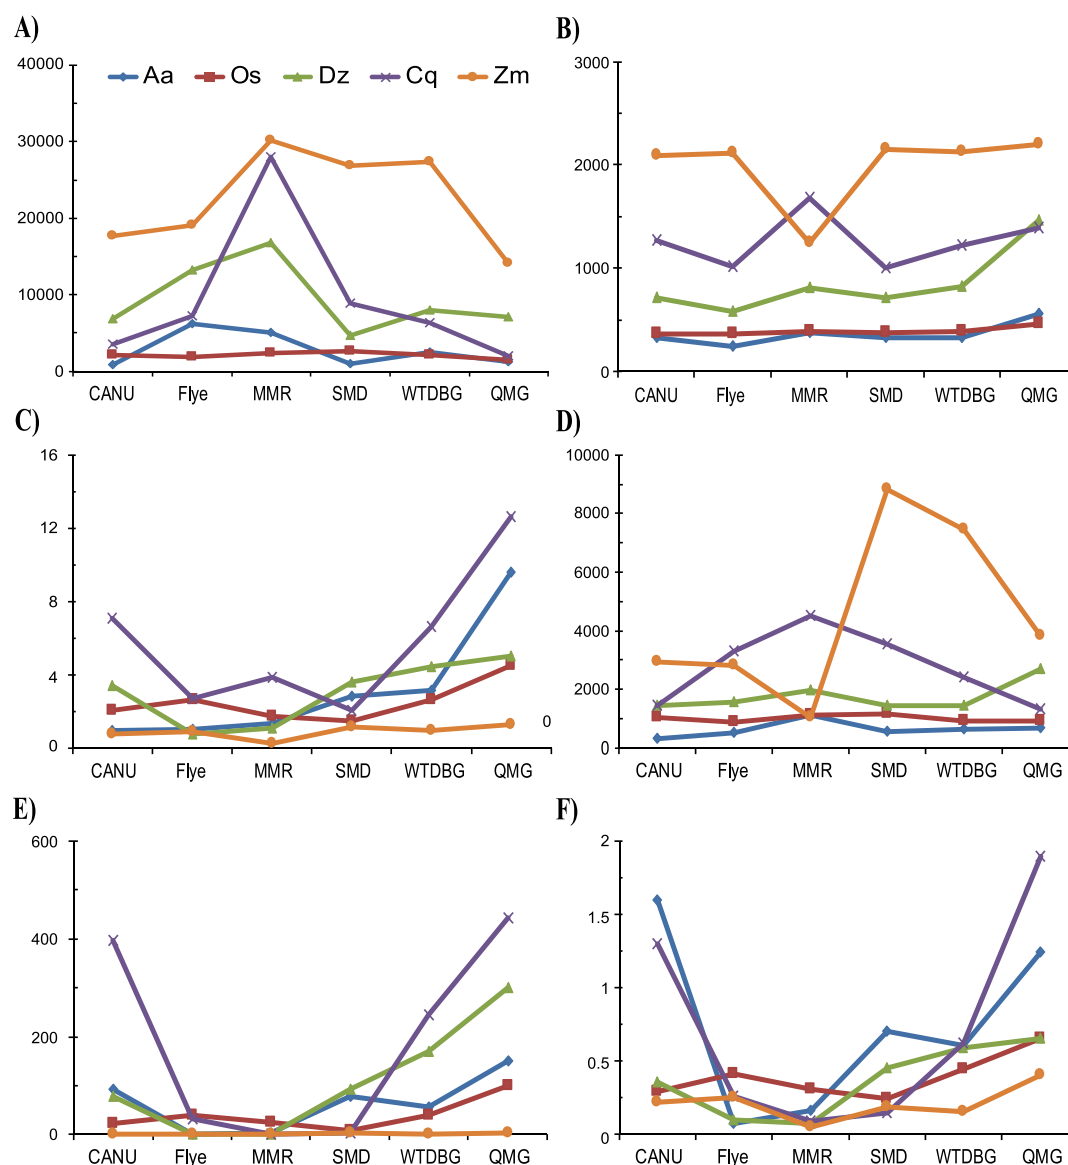 A)
40000
Aa Os Dz Cq Zm
30000
20000
10000
0
CANU Flye MMR SMD WTDBG QMG
B)
3000
2000
1000
0
CANU Flye MMR SMD WTDBG QMG
C)
16
12
8
4
0
0
CANU Flye MMR SMD WTDBG QMG
D)
10000
8000
6000
4000
2000
0
CANU Flye MMR SMD WTDBG QMG
E)
600
400
200
0
CANU Flye MMR SMD WTDBG QMG
F)
2
1.5
1
0.5
0
CANU Flye MMR SMD WTDBG QMG